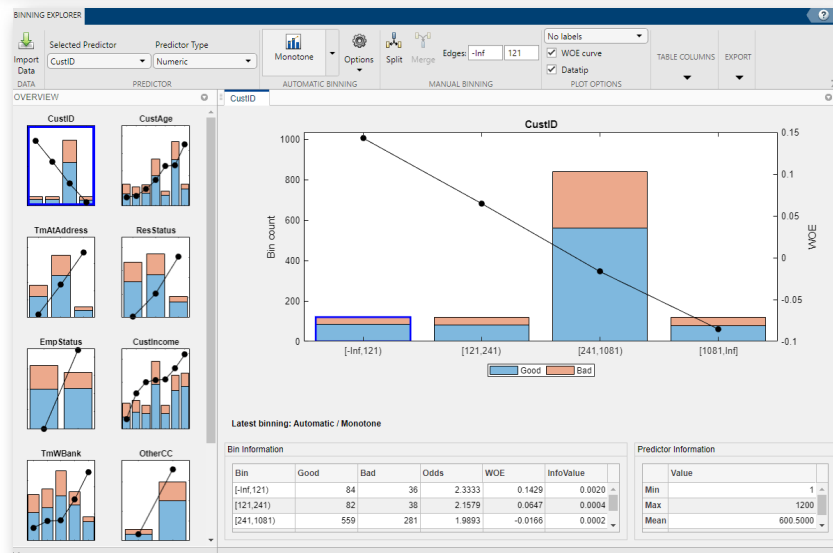 BINNING EXPLORER
?
Import
Data
Selected Predictor
Predictor Type
CustID
Numeric
Monotone
Options
Split
Merge
Edges:
-Inf
121
No labels
WOE curve
Datatip
TABLE COLUMNS
EXPORT
DATA
PREDICTOR
AUTOMATIC BINNING
MANUAL BINNING
PLOT OPTIONS
OVERVIEW
CustID
CustAge
TmAtAddress
ResStatus
EmpStatus
CustIncome
TmWBank
OtherCC
CustID
CustID
1000
800
600
400
200
0
Bin count
0.15
0.1
0.05
0
-0.05
-0.1
WOE
[-Inf,121)
[121,241)
[241,1081)
[1081,Inf]
Good
Bad
Latest binning: Automatic / Monotone
Bin Information
Bin Good Bad Odds WOE InfoValue
[-Inf,121) 84 36 2.3333 0.1429 0.0020
[121,241) 82 38 2.1579 0.0647 0.0004
[241,1081) 559 281 1.9893 -0.0166 0.0002
Predictor Information
Value
Min 1
Max 1200
Mean 600.5000